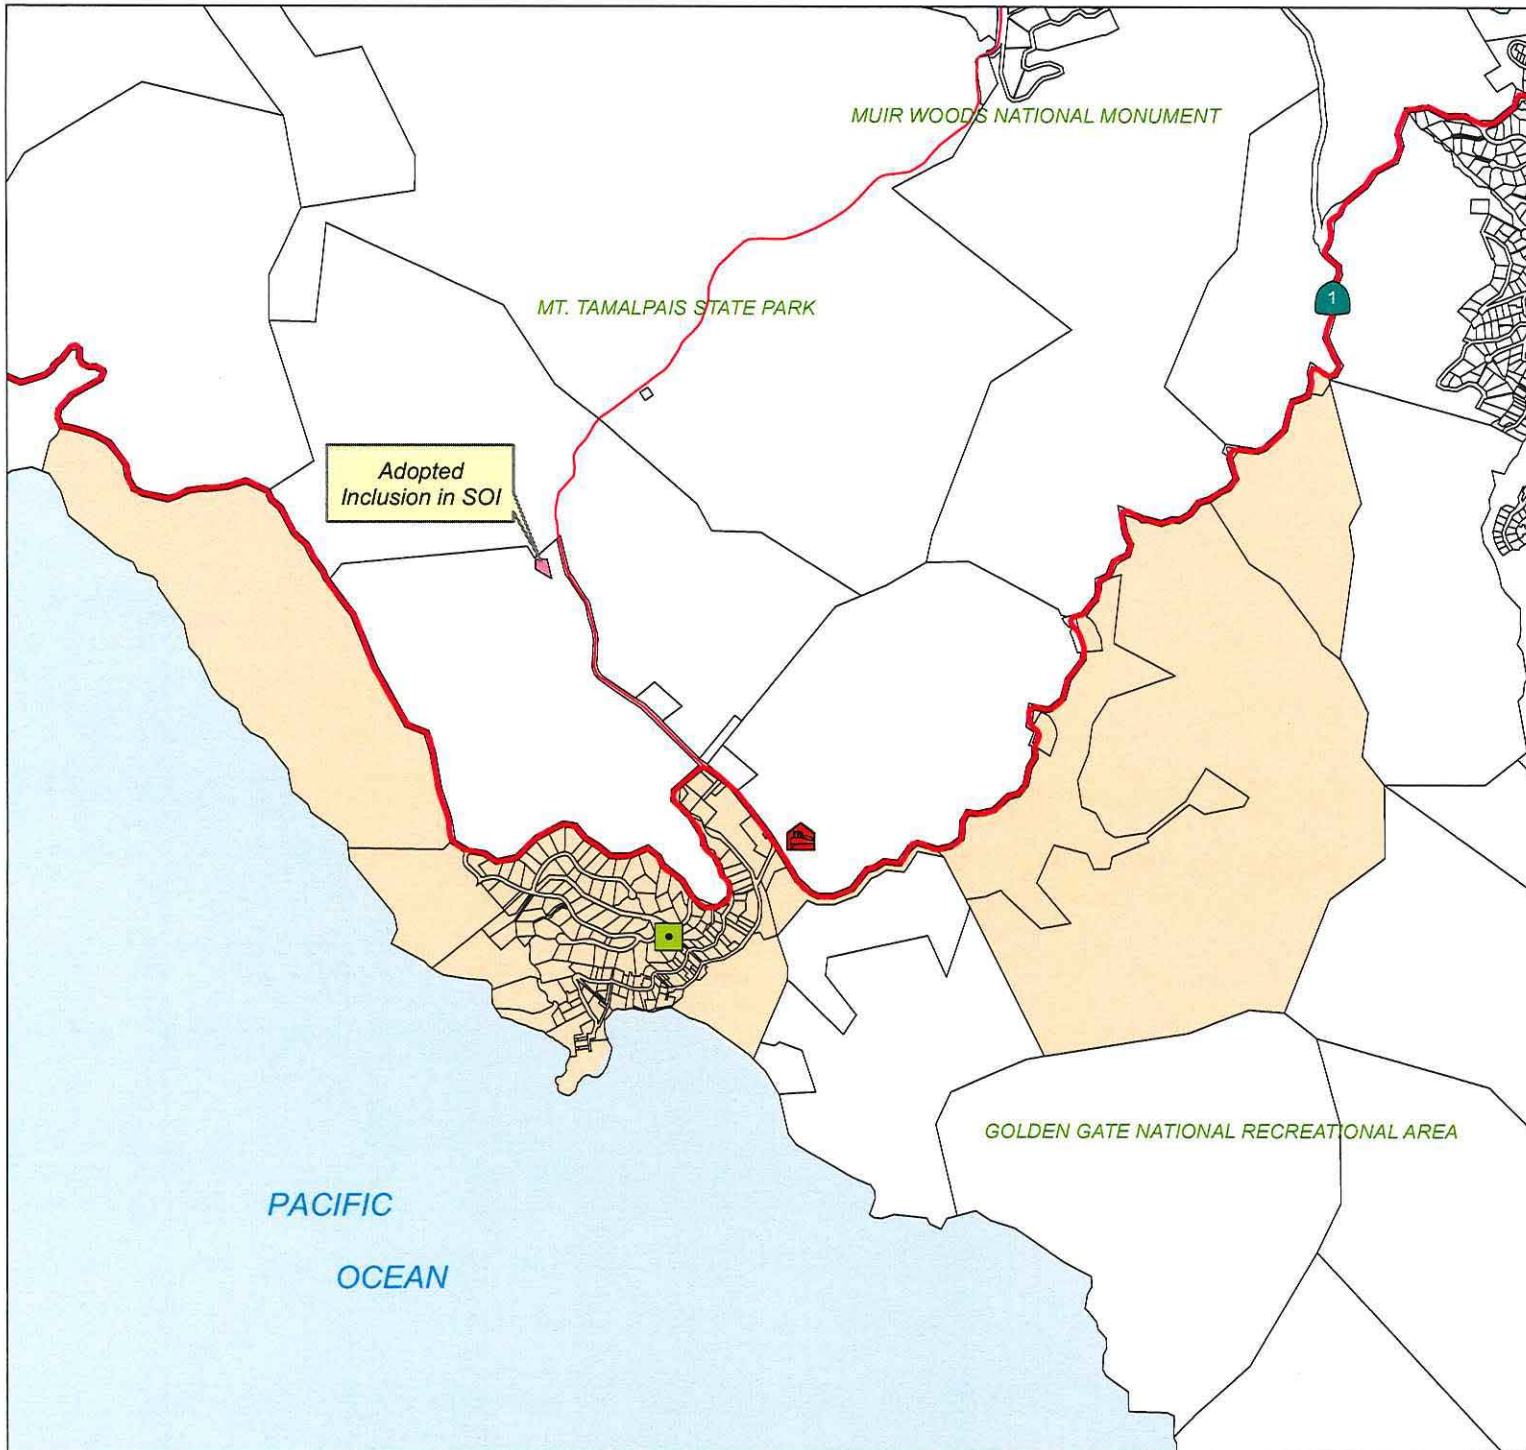 MUIR WOODS NATIONAL MONUMENT
1
MT. TAMALPAIS STATE PARK
Adopted
Inclusion in SOI
GOLDEN GATE NATIONAL RECREATIONAL AREA
PACIFIC
OCEAN